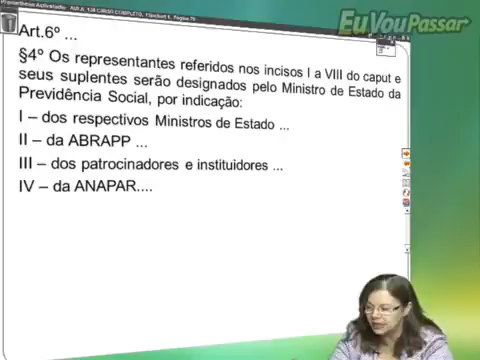 EuVouPassar
Art.6º ...
§4º Os representantes referidos nos incisos I a VIII do caput e
seus suplentes serão designados pelo Ministro de Estado da
Previdência Social, por indicação:
I – dos respectivos Ministros de Estado ...
II – da ABRAPP ...
III – dos patrocinadores e instituidores ...
IV – da ANAPAR....